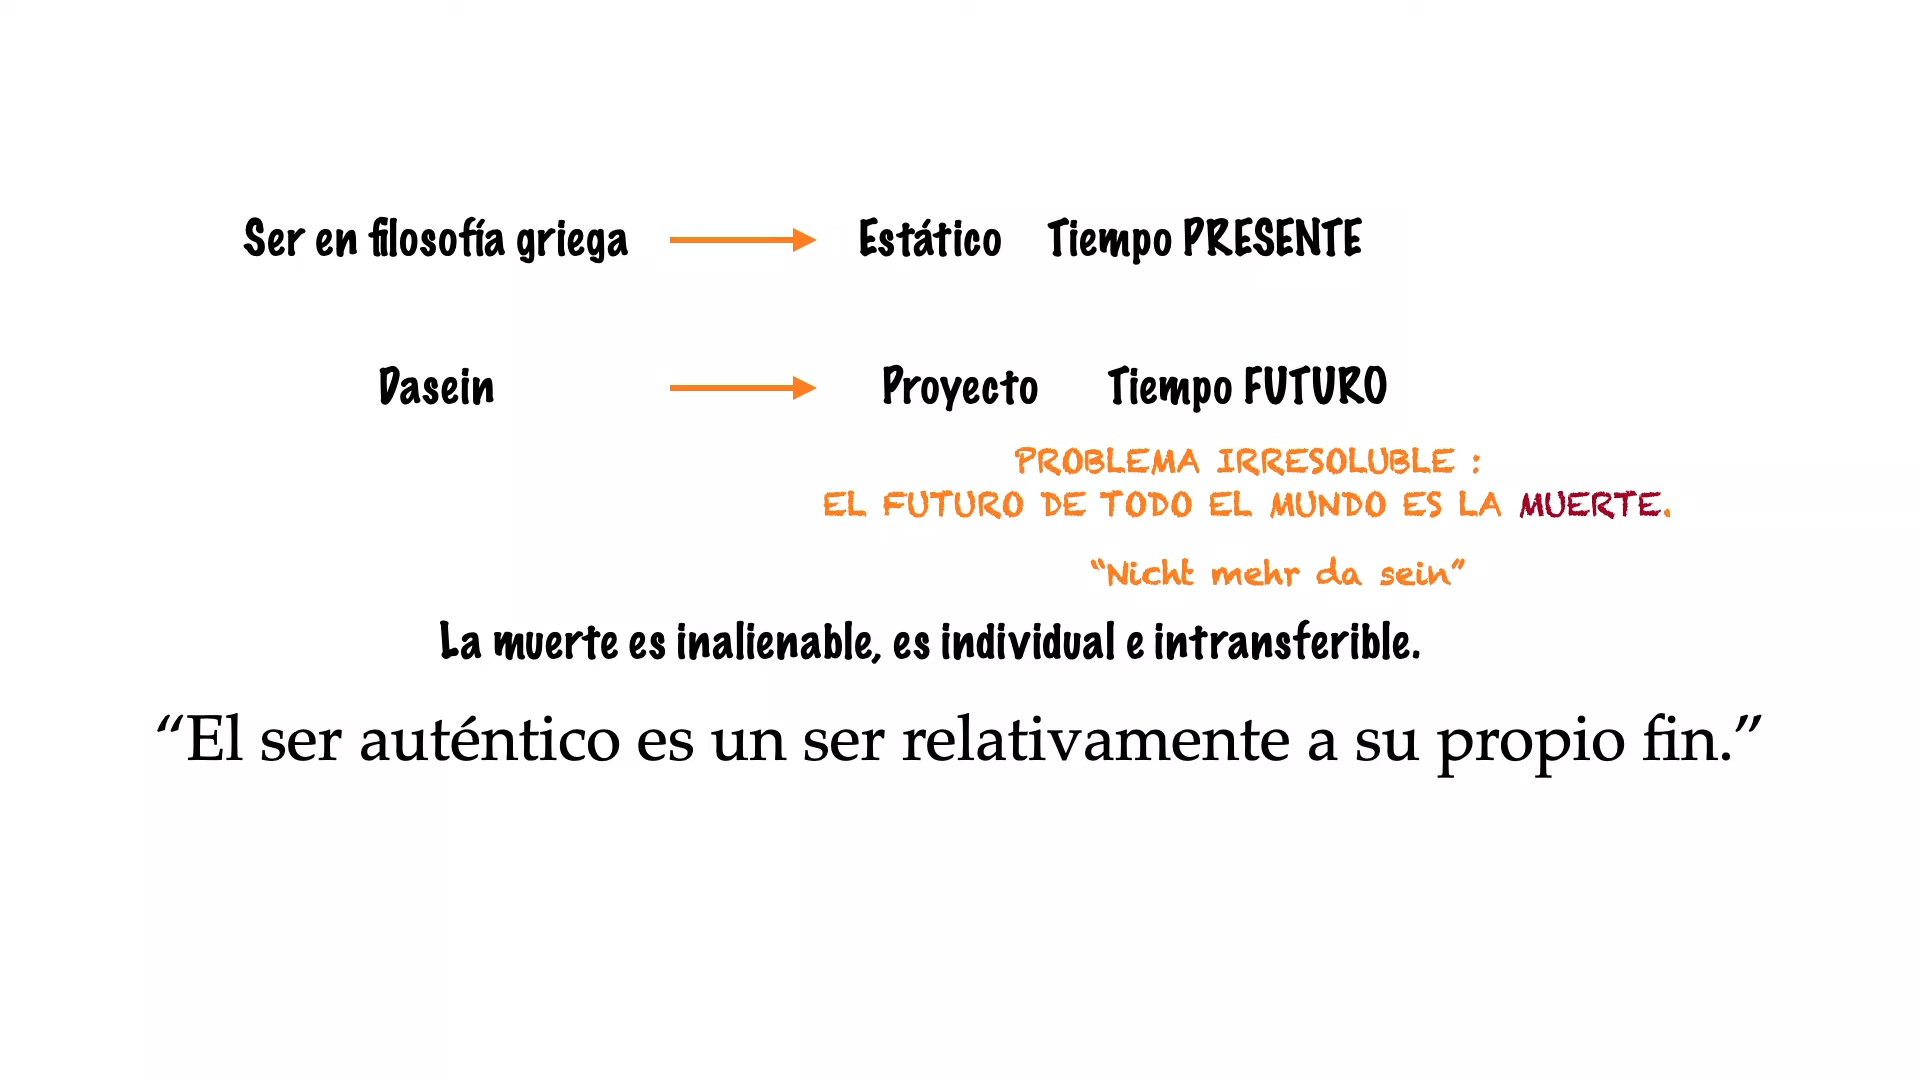 Ser en filosofía griega Estático Tiempo PRESENTE
Dasein Proyecto Tiempo FUTURO
PROBLEMA IRRESOLUBLE :
EL FUTURO DE TODO EL MUNDO ES LA MUERTE.
“Nicht mehr da sein”
La muerte es inalienable, es individual e intransferible.
“El ser auténtico es un ser relativamente a su propio fin.”